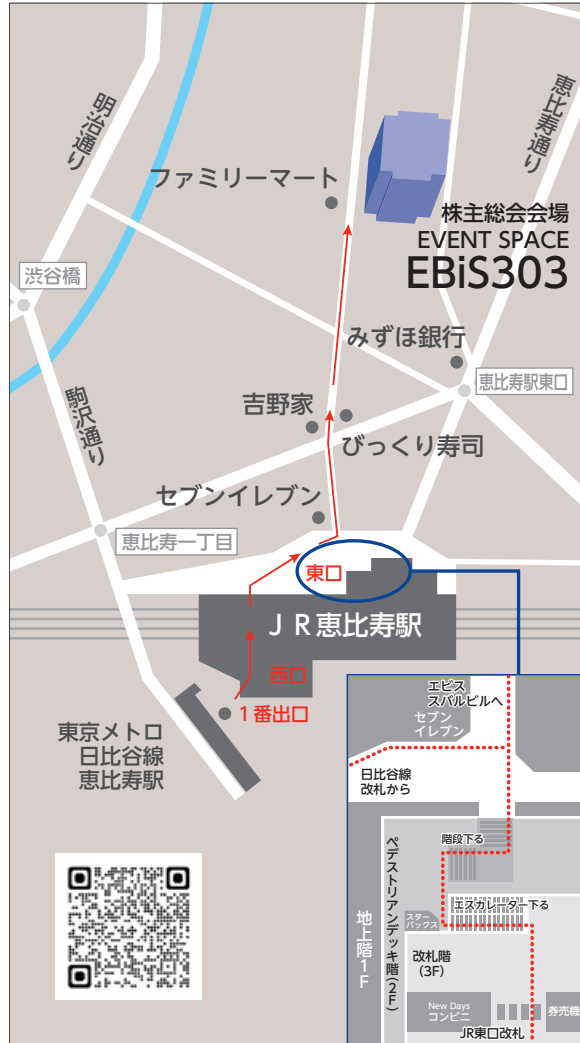 明治通り
恵比寿通り
ファミリーマート
株主総会会場
EVENT SPACE
EBiS303
渋谷橋
みずほ銀行
恵比寿駅東口
駒沢通り
吉野家
びっくり寿司
セブンイレブン
恵比寿一丁目
東口
ＪＲ恵比寿駅
西口
1番出口
東京メトロ
日比谷線
恵比寿駅
エビス
スバルビルへ
セブン
イレブン
日比谷線
改札から
階段下る
ペデストリアンデッキ階(2F)
地上階1F
スター
バックス
エスカレーター下る
改札階
(3F)
New Days
コンビニ
券売機
JR東口改札